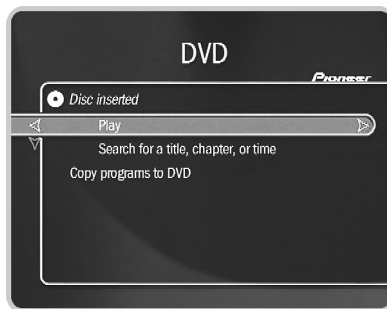 DVD
Pioneer
Disc inserted
Play
Search for a title, chapter, or time
Copy programs to DVD